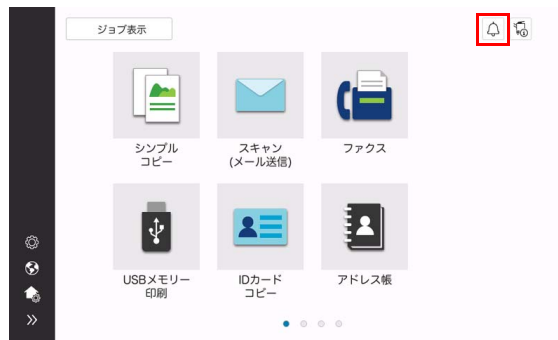 ジョブ表示
シンプル
コピー
スキャン
(メール送信)
ファクス
USBメモリー
印刷
IDカード
コピー
アドレス帳